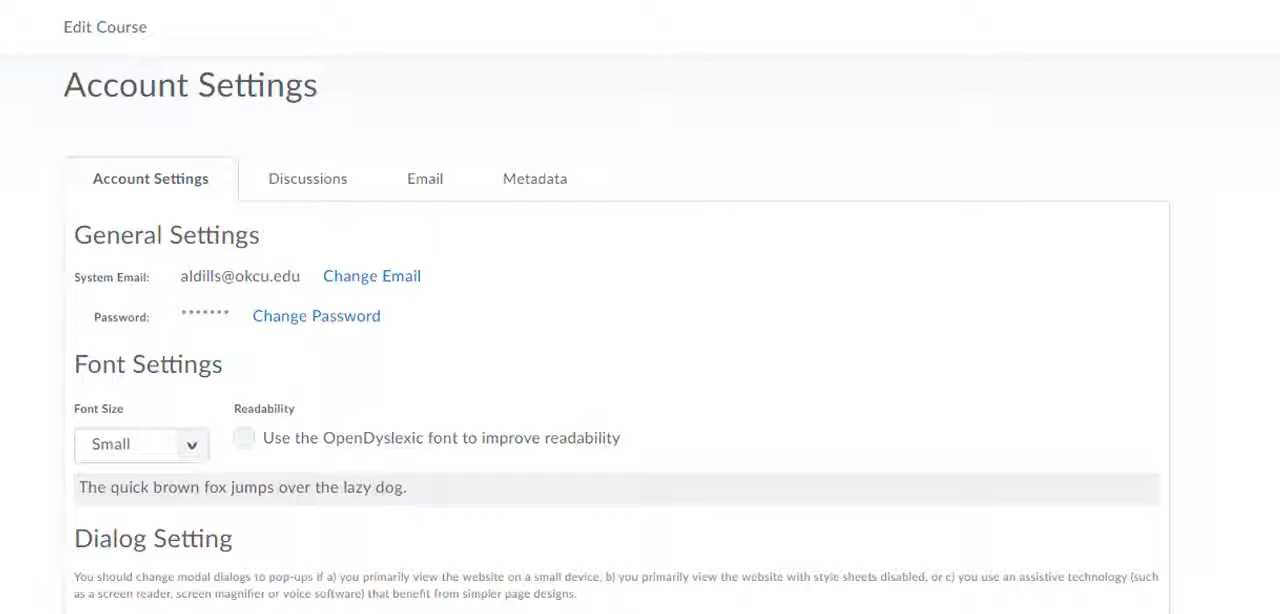 Edit Course
Account Settings
Account Settings Discussions Email Metadata
General Settings
System Email: aldills@okcu.edu Change Email
Password: ******* Change Password
Font Settings
Font Size Readability
Small Use the OpenDyslexic font to improve readability
The quick brown fox jumps over the lazy dog.
Dialog Setting
You should change modal dialogs to pop-ups if a) you primarily view the website on a small device, b) you primarily view the website with style sheets disabled, or c) you use an assistive technology (such
as a screen reader, screen magnifier or voice software) that benefit from simpler page designs.